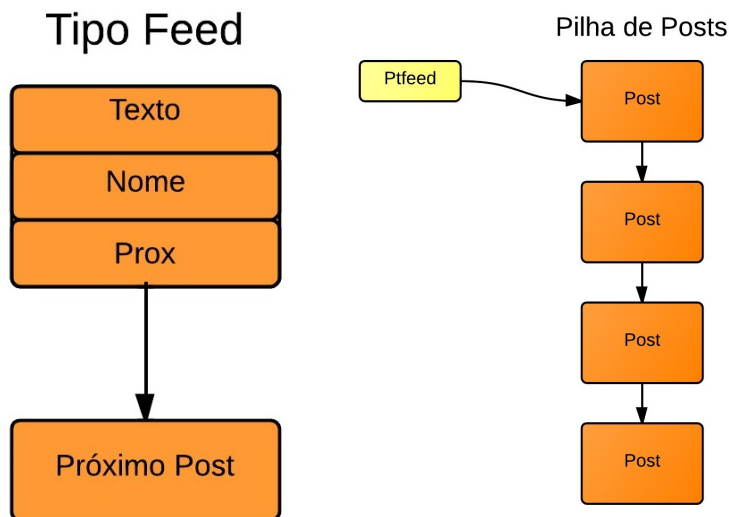 Tipo Feed
Texto
Nome
Prox
Próximo Post
Pilha de Posts
Ptfeed
Post
Post
Post
Post